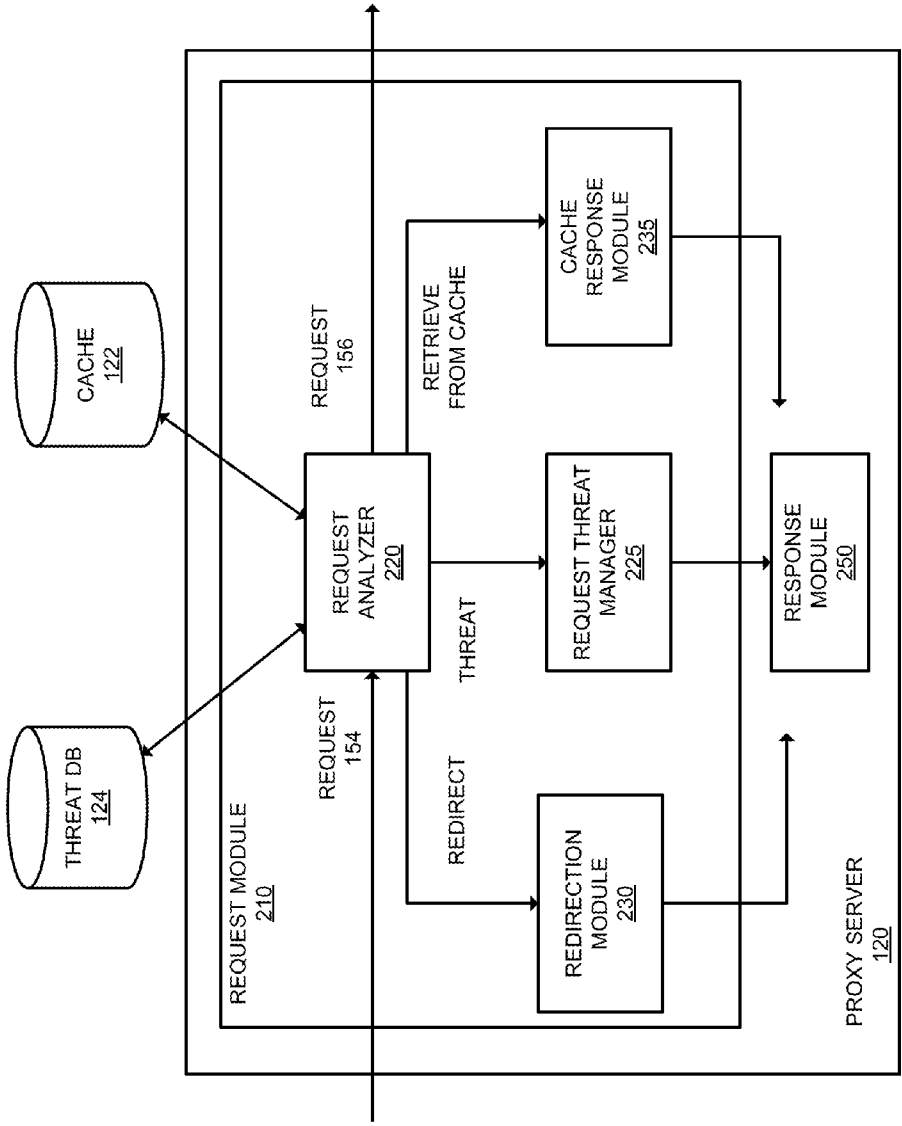 THREAT DB
124
CACHE
122
REQUEST MODULE
210
REQUEST
154
REQUEST
ANALYZER
220
REQUEST
156
REDIRECT
THREAT
RETRIEVE
FROM CACHE
REDIRECTION
MODULE
230
REQUEST THREAT
MANAGER
225
CACHE
RESPONSE
MODULE
235
RESPONSE
MODULE
250
PROXY SERVER
120